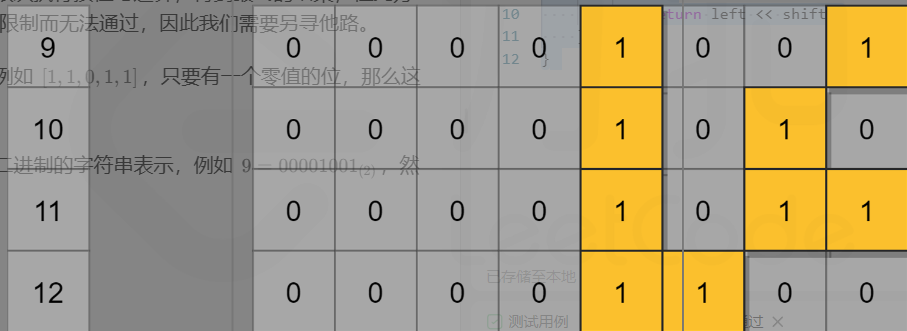 10 turn left << shift
限制而无法通过，因此我们需要另寻他路。
11
9 0 0 0 0 1 0 0 1
12 }
例如 [1, 1, 0, 1, 1]，只要有一个零值的位，那么这
10 0 0 0 0 1 0 1 0
二进制的字符串表示，例如 9 = 00001001(2)，然
11 0 0 0 0 1 0 1 1
LeetCode
已存储至本地
12 0 0 0 0 1 1 0 0
测试用例 过 ×